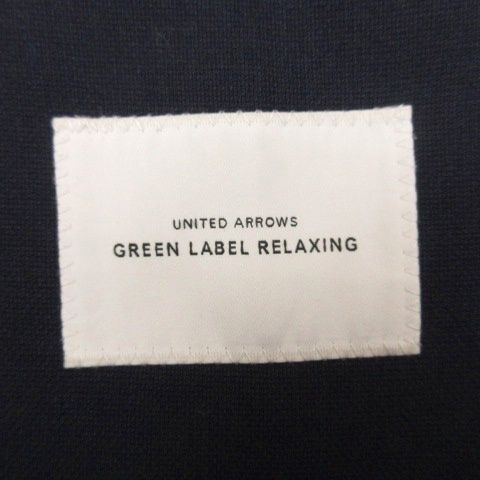 UNITED ARROWS
GREEN LABEL RELAXING